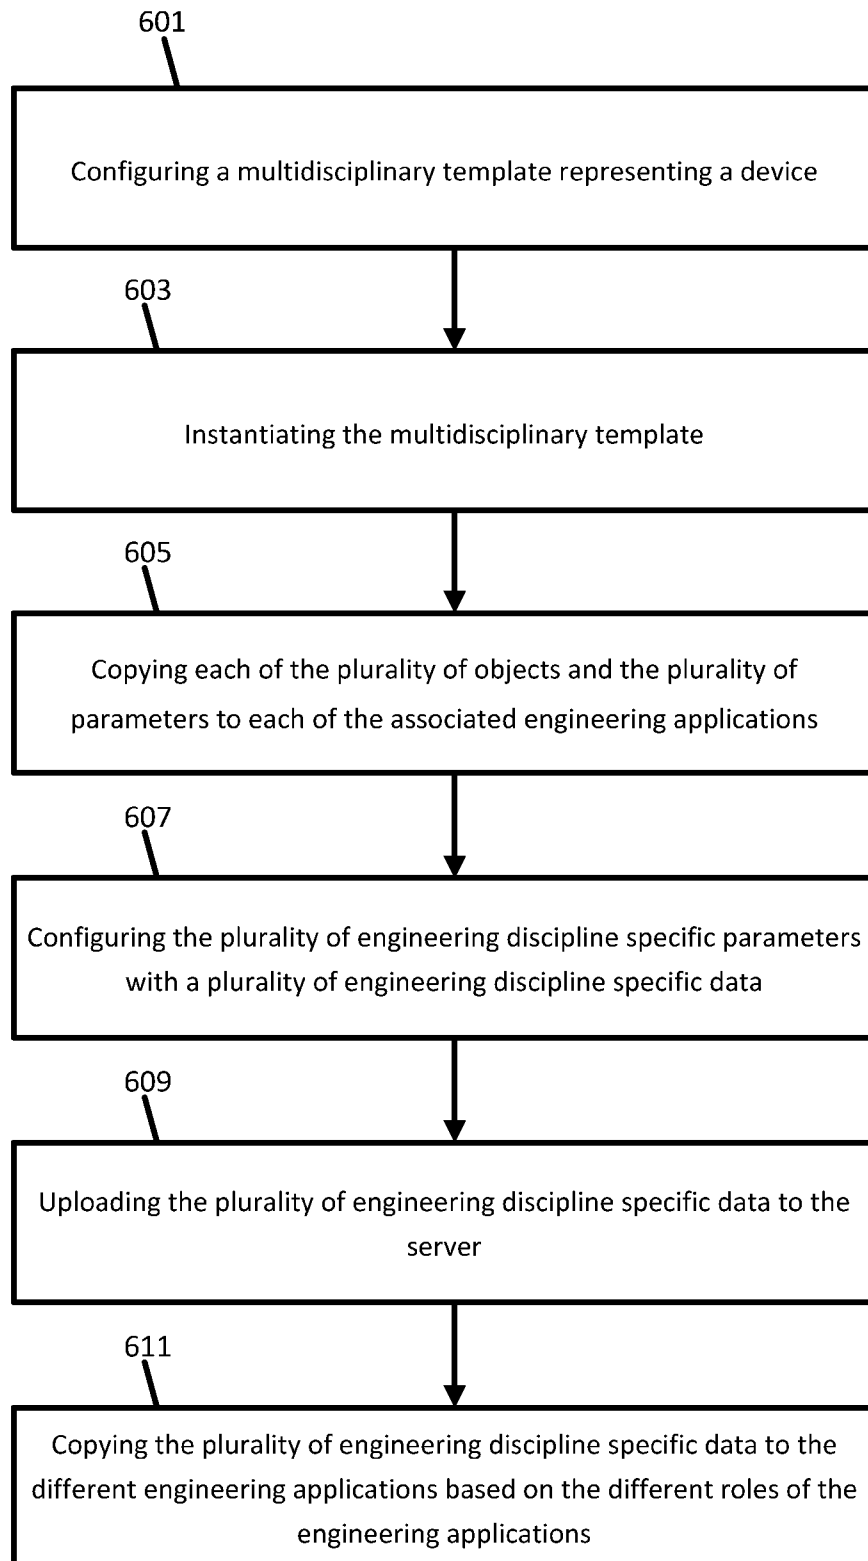 601
Configuring a multidisciplinary template representing a device
603
Instantiating the multidisciplinary template
605
Copying each of the plurality of objects and the plurality of
parameters to each of the associated engineering applications
607
Configuring the plurality of engineering discipline specific parameters
with a plurality of engineering discipline specific data
609
Uploading the plurality of engineering discipline specific data to the
server
611
Copying the plurality of engineering discipline specific data to the
different engineering applications based on the different roles of the
engineering applications